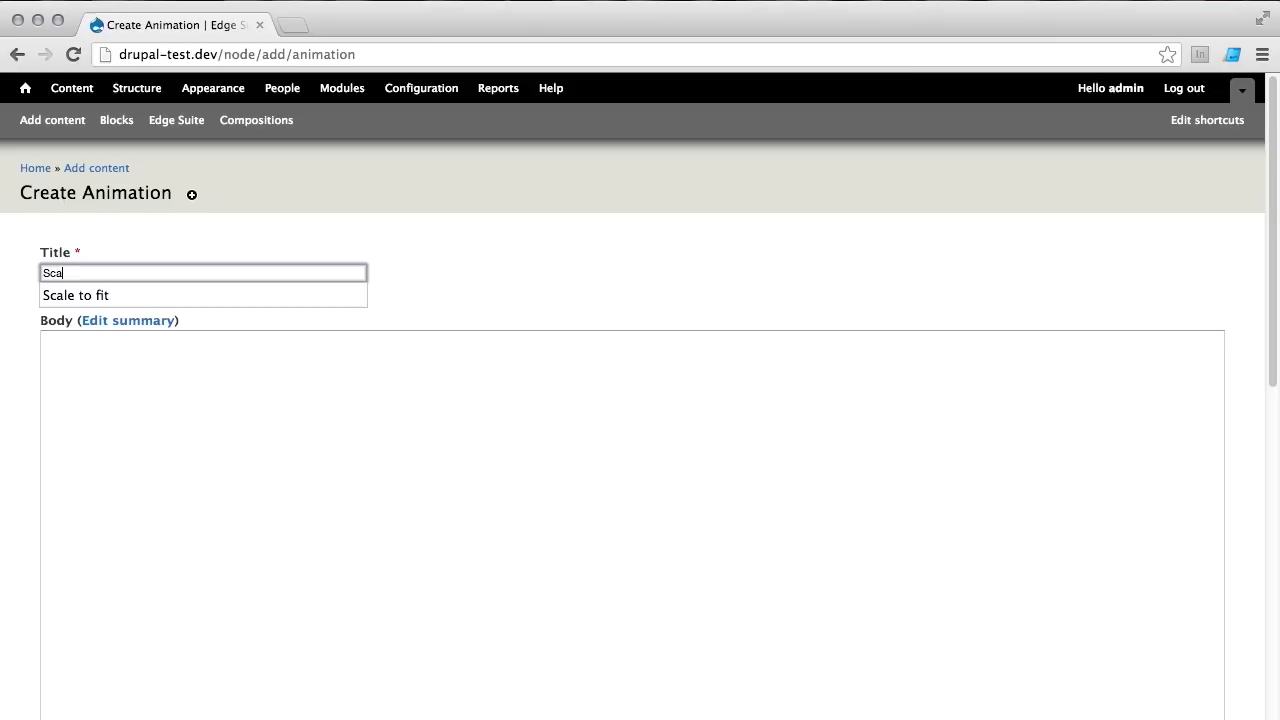 Create Animation | Edge S
drupal-test.dev/node/add/animation
Content Structure Appearance People Modules Configuration Reports Help Hello admin Log out
Add content Blocks Edge Suite Compositions Edit shortcuts
Home » Add content
Create Animation
Title *
Sca
Scale to fit
Body (Edit summary)